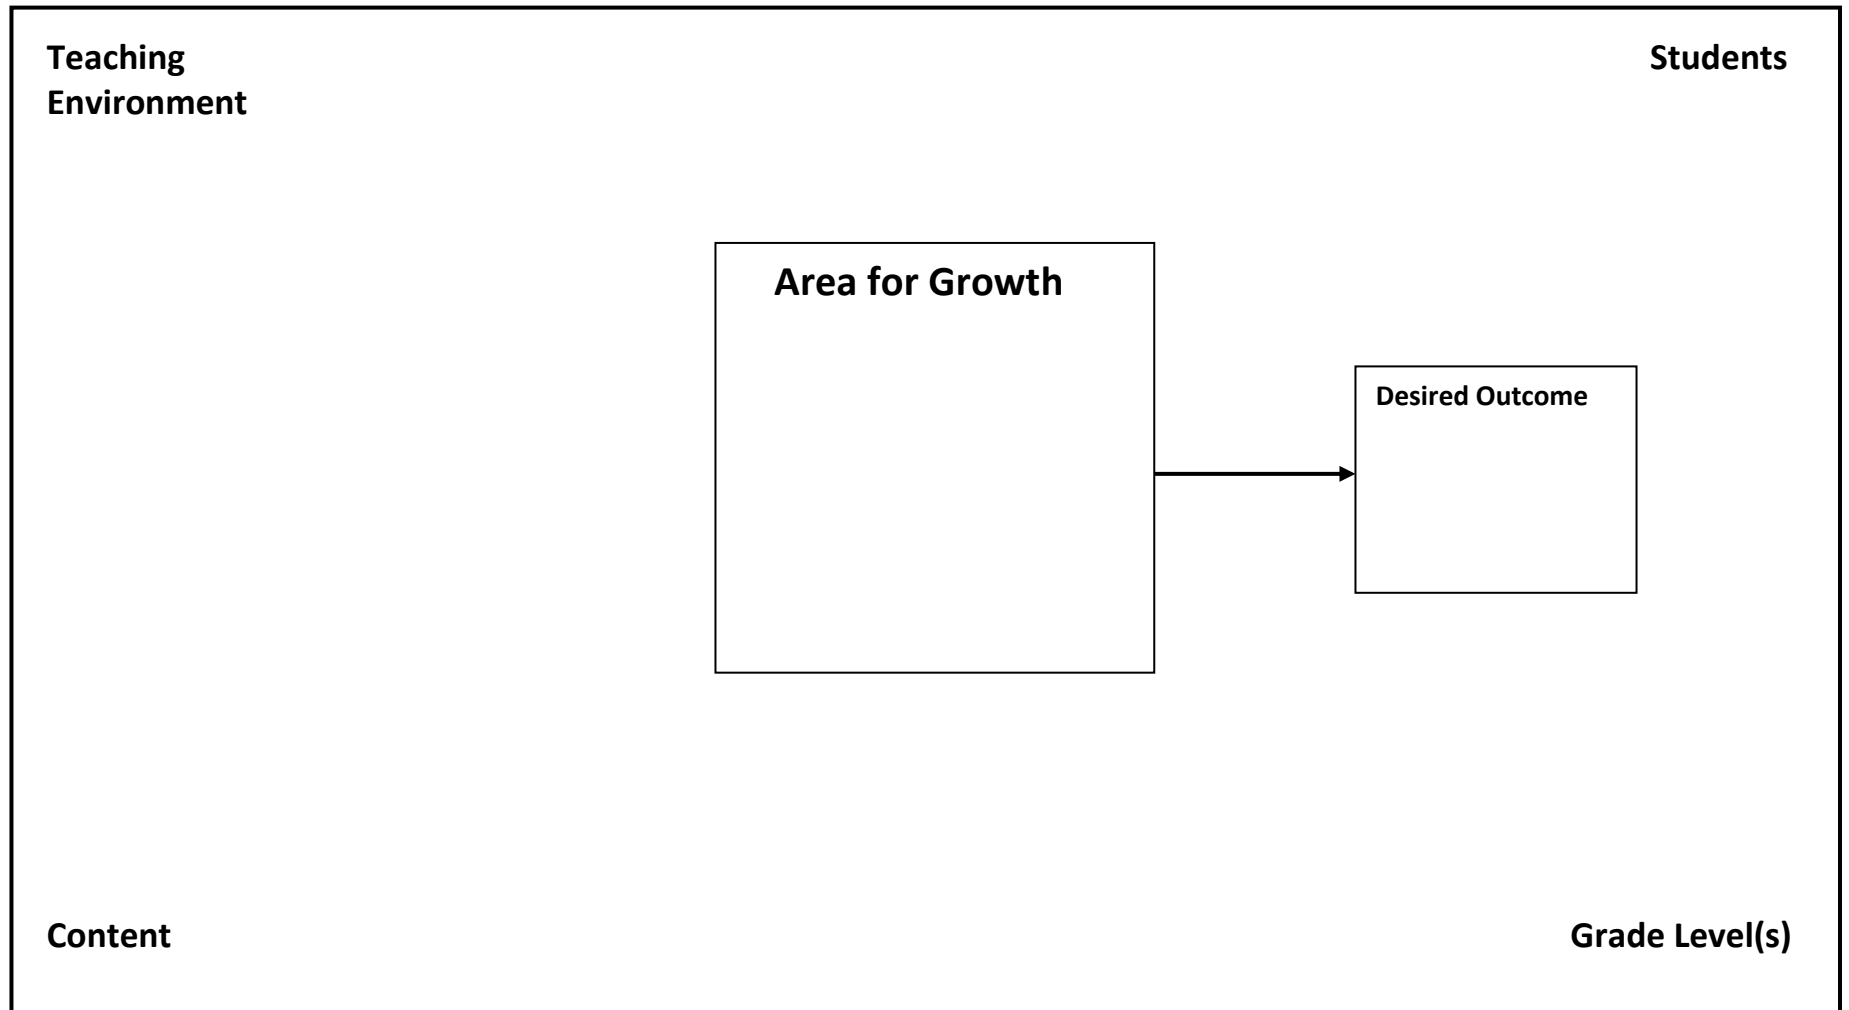 Teaching
Environment
Students
Area for Growth
Desired Outcome
Content
Grade Level(s)